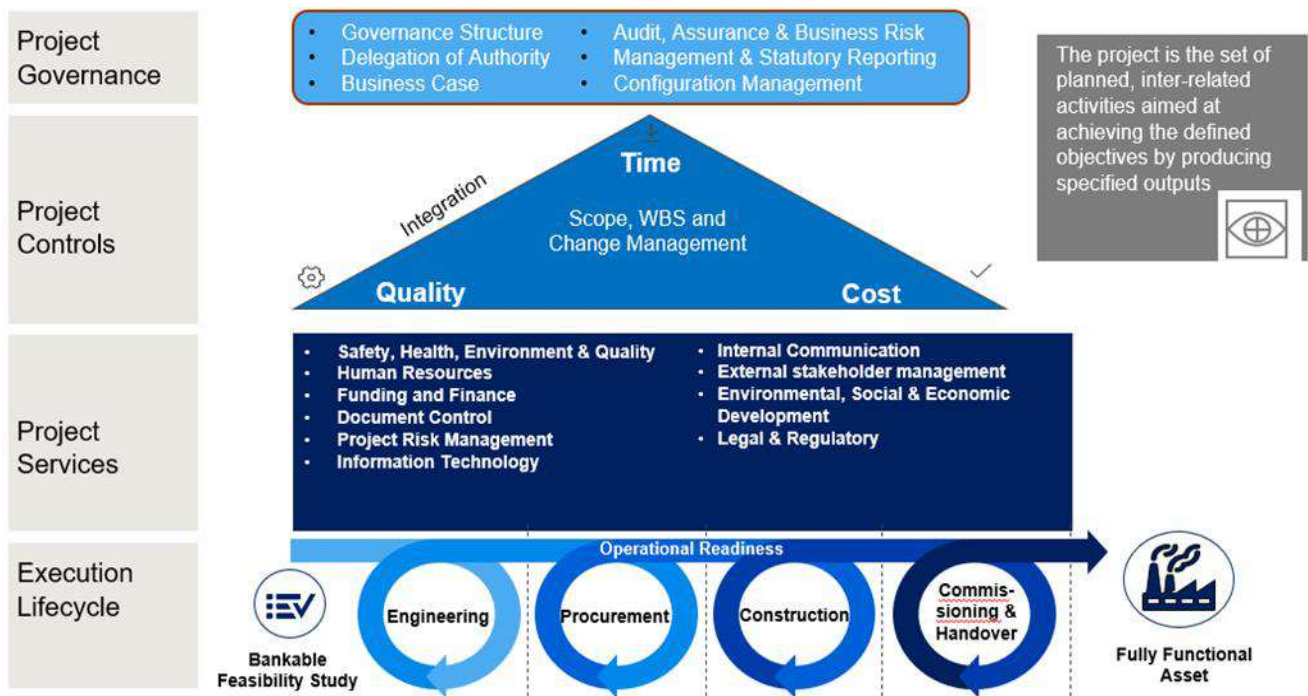 Project
Governance
• Governance Structure
• Delegation of Authority
• Business Case
• Audit, Assurance & Business Risk
• Management & Statutory Reporting
• Configuration Management
The project is the set of
planned, inter-related
activities aimed at
achieving the defined
objectives by producing
specified outputs
Project
Controls
Integration
Time
Scope, WBS and
Change Management
Quality
Cost
Project
Services
• Safety, Health, Environment & Quality
• Human Resources
• Funding and Finance
• Document Control
• Project Risk Management
• Information Technology
• Internal Communication
• External stakeholder management
• Environmental, Social & Economic
Development
• Legal & Regulatory
Execution
Lifecycle
Operational Readiness
Bankable
Feasibility Study
Engineering
Procurement
Construction
Commis-
sioning &
Handover
Fully Functional
Asset